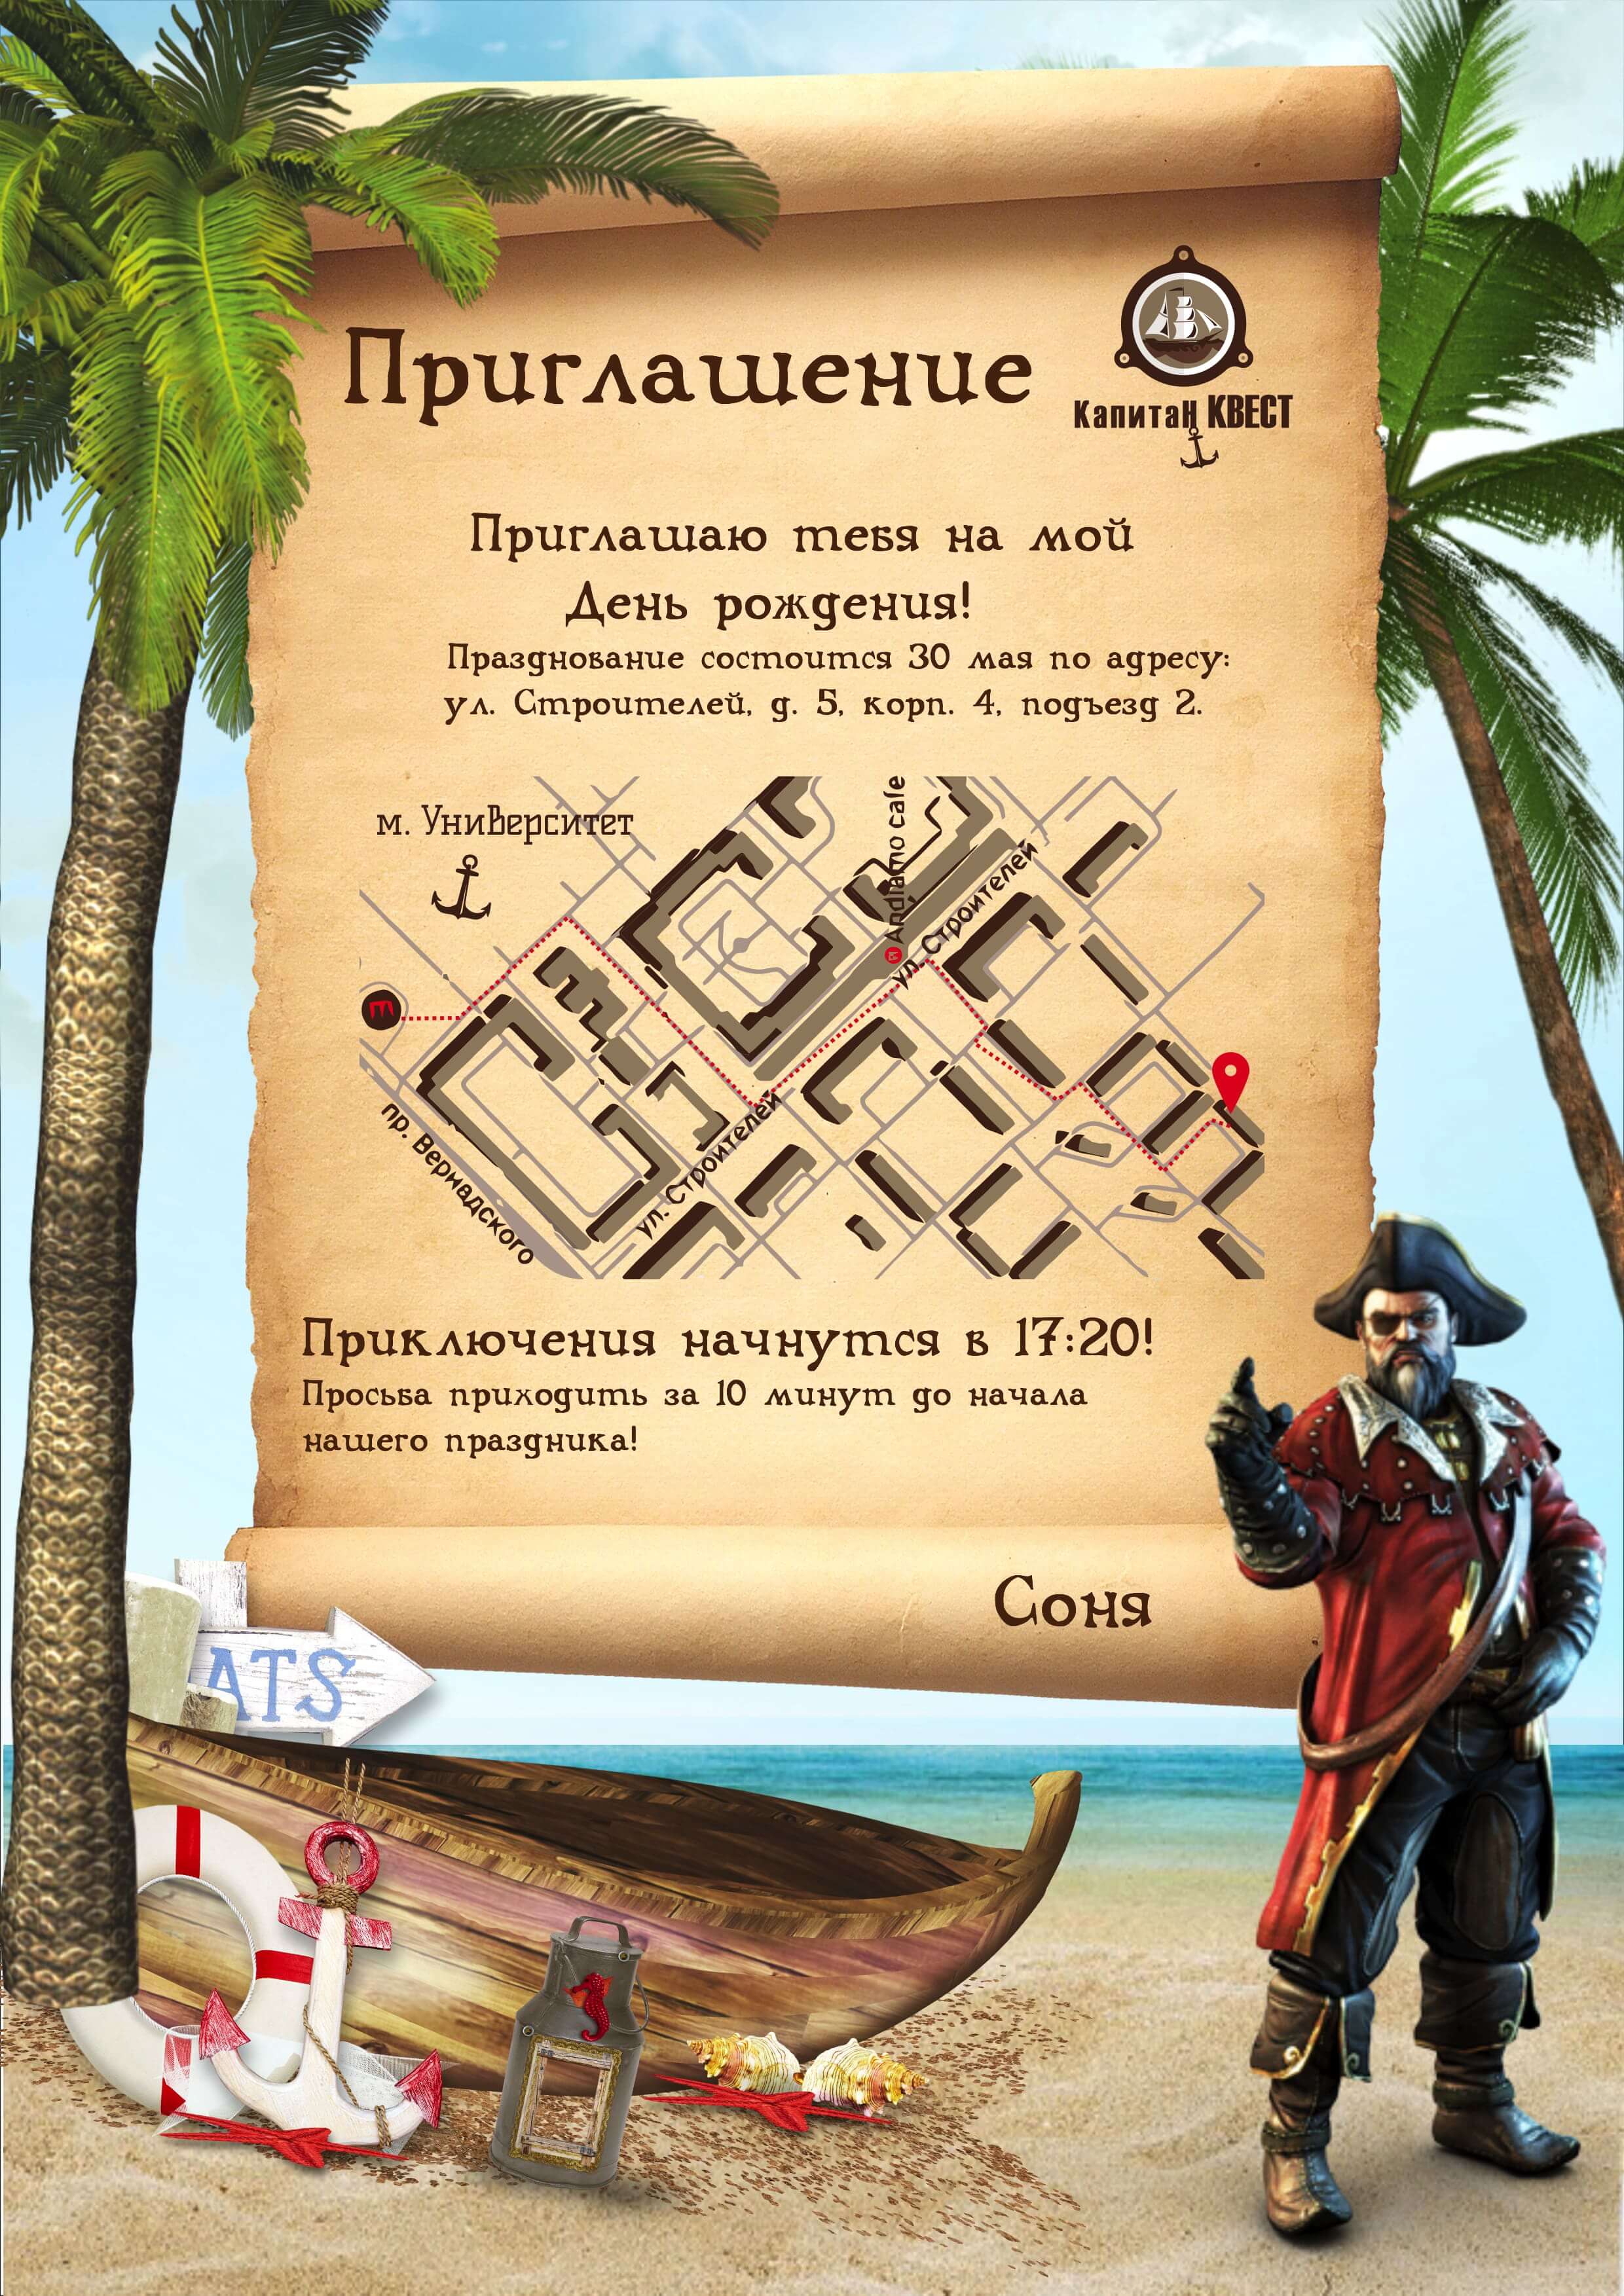 Приглашение
Капитан КВЕСТ
Приглашаю тебя на мой
День рождения!
Празднование состоится 30 мая по адресу:
ул. Строителей, д. 5, корп. 4, подъезд 2.
м. Университет
Andiamo cafe
ул. Строителей
пр. Вернадского
ул. Строителей
Приключения начнутся в 17:20!
Просьба приходить за 10 минут до начала
нашего праздника!
Соня
ATS